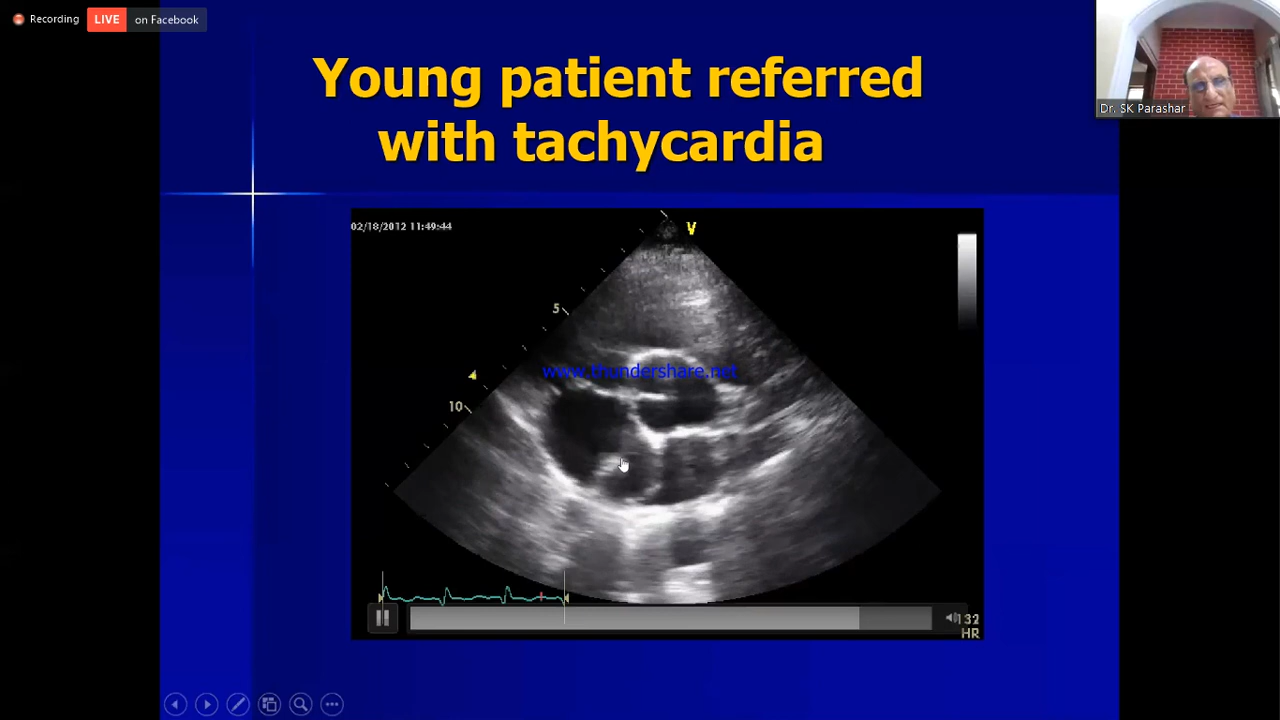 Recording
LIVE on Facebook
Dr. SK Parashar
Young patient referred
with tachycardia
02/18/2012 11:49:44
V
5
www.thundershare.net
10
132
HR